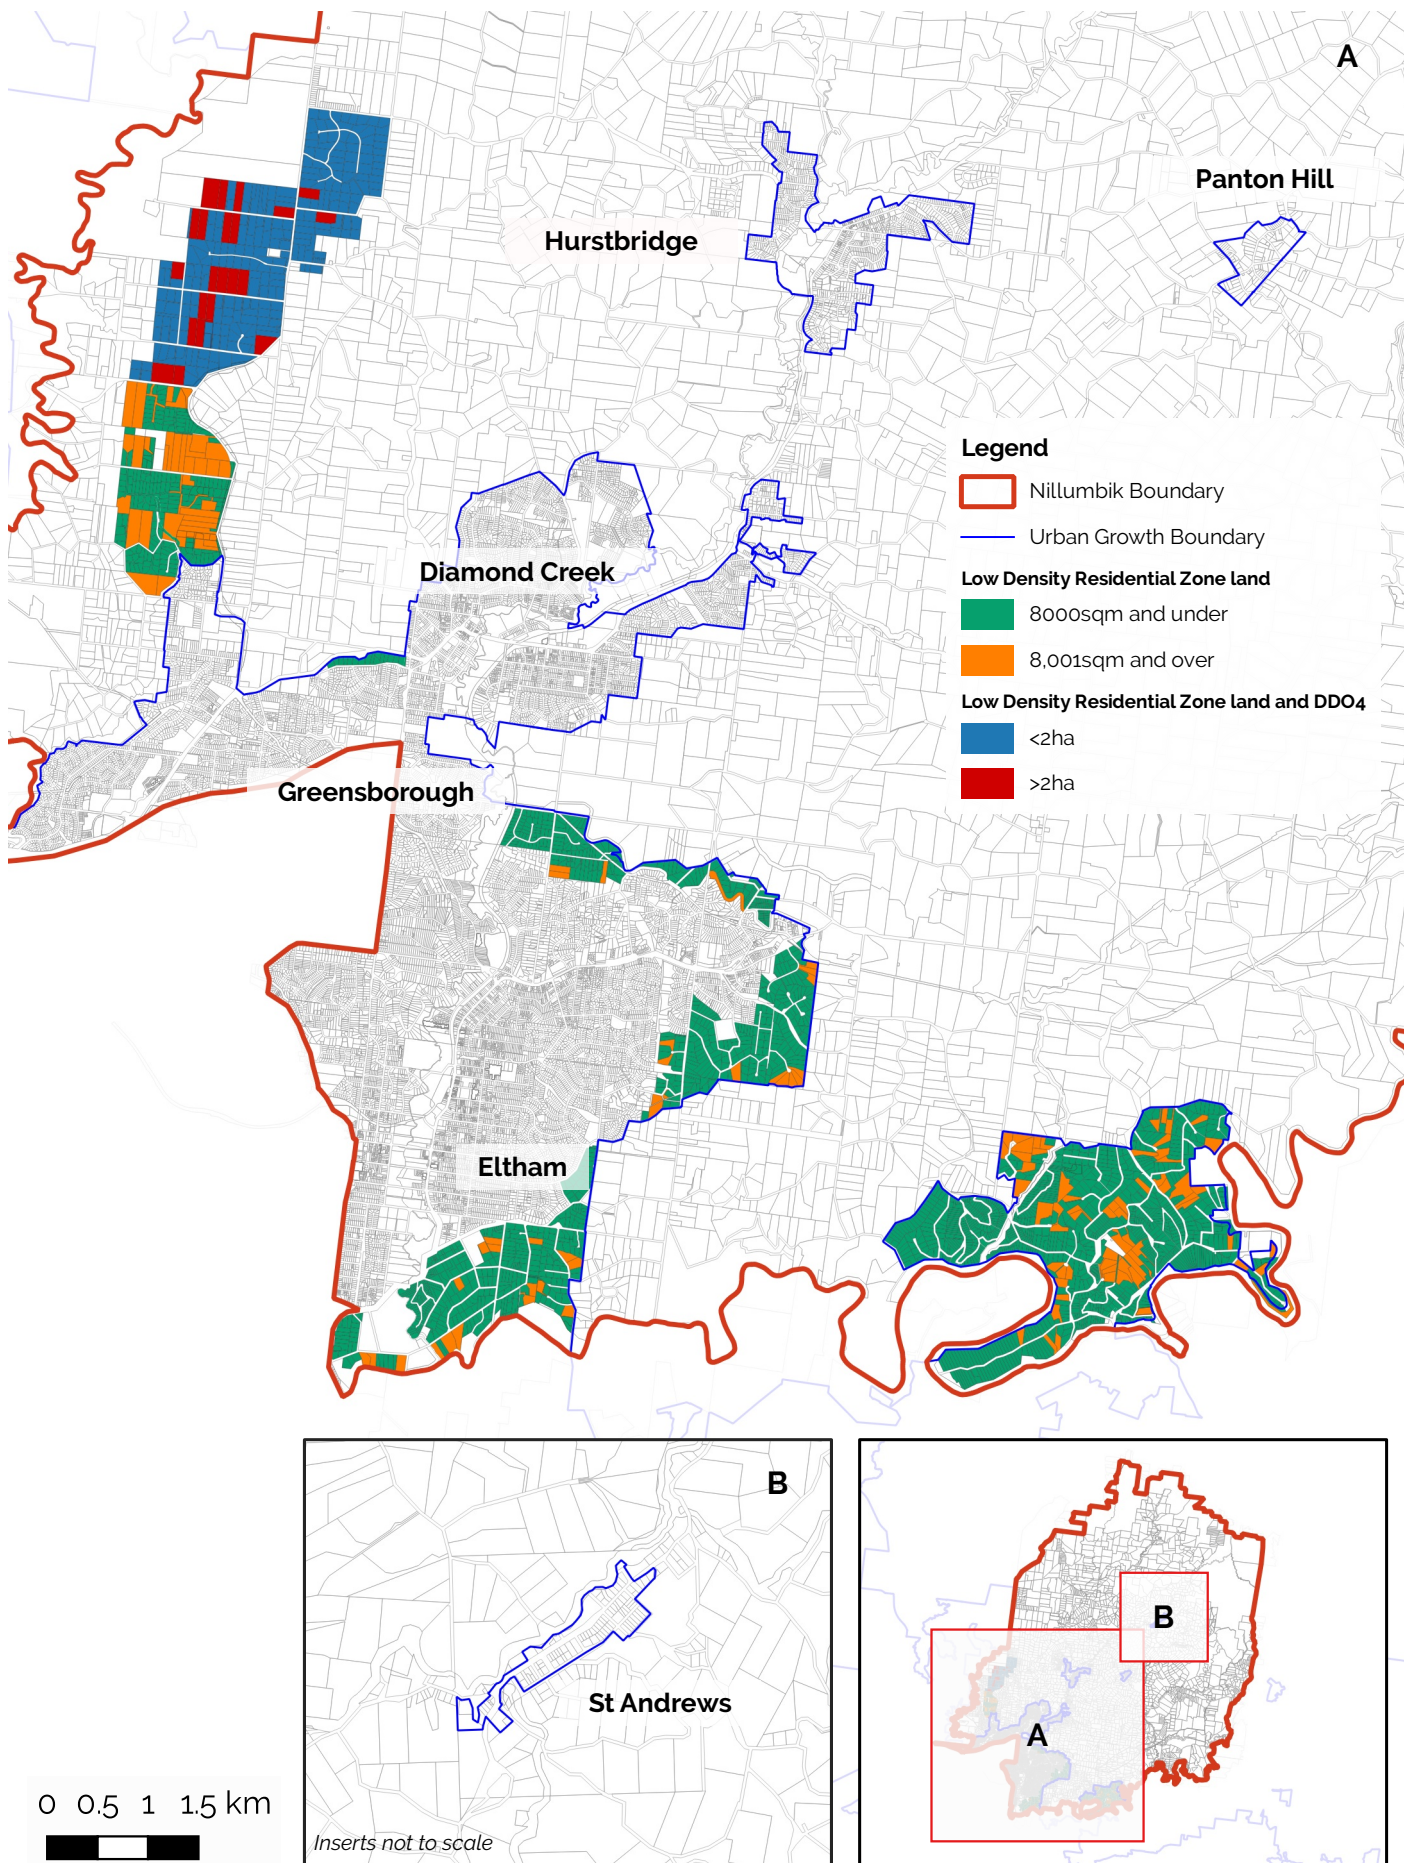 A
Panton Hill
Hurstbridge
Legend
Nillumbik Boundary
Urban Growth Boundary
Low Density Residential Zone land
8000sqm and under
8,001sqm and over
Low Density Residential Zone land and DDO4
<2ha
>2ha
Diamond Creek
Greensborough
Eltham
B
St Andrews
Inserts not to scale
B
A
0 0.5 1 1.5 km